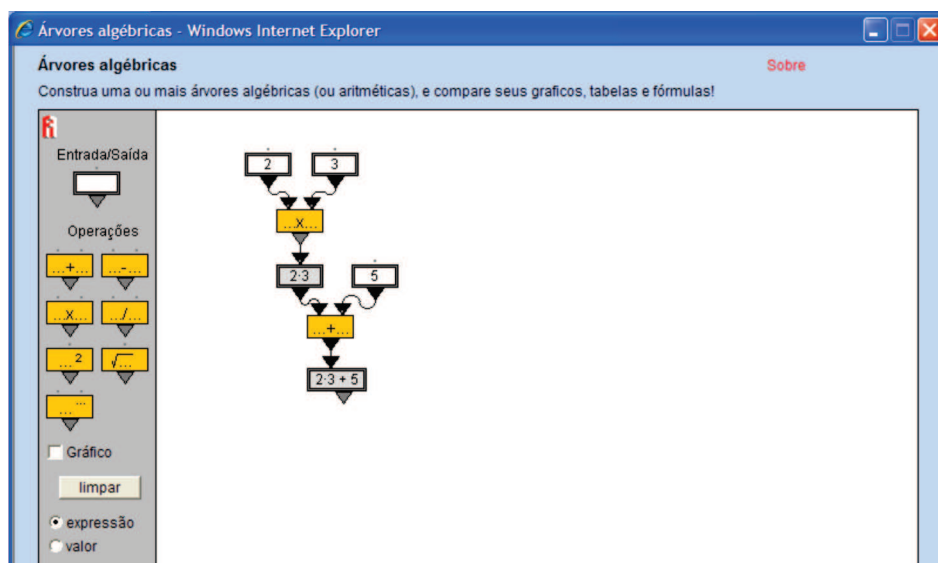 Árvores algébricas - Windows Internet Explorer
Árvores algébricas
Sobre
Construa uma ou mais árvores algébricas (ou aritméticas), e compare seus graficos, tabelas e fórmulas!
Entrada/Saída
Operações
...+... ...-...
...x... .../...
...² √...
... ...
Gráfico
limpar
expressão
valor
2 3
...x...
2·3 5
...+...
2·3 + 5